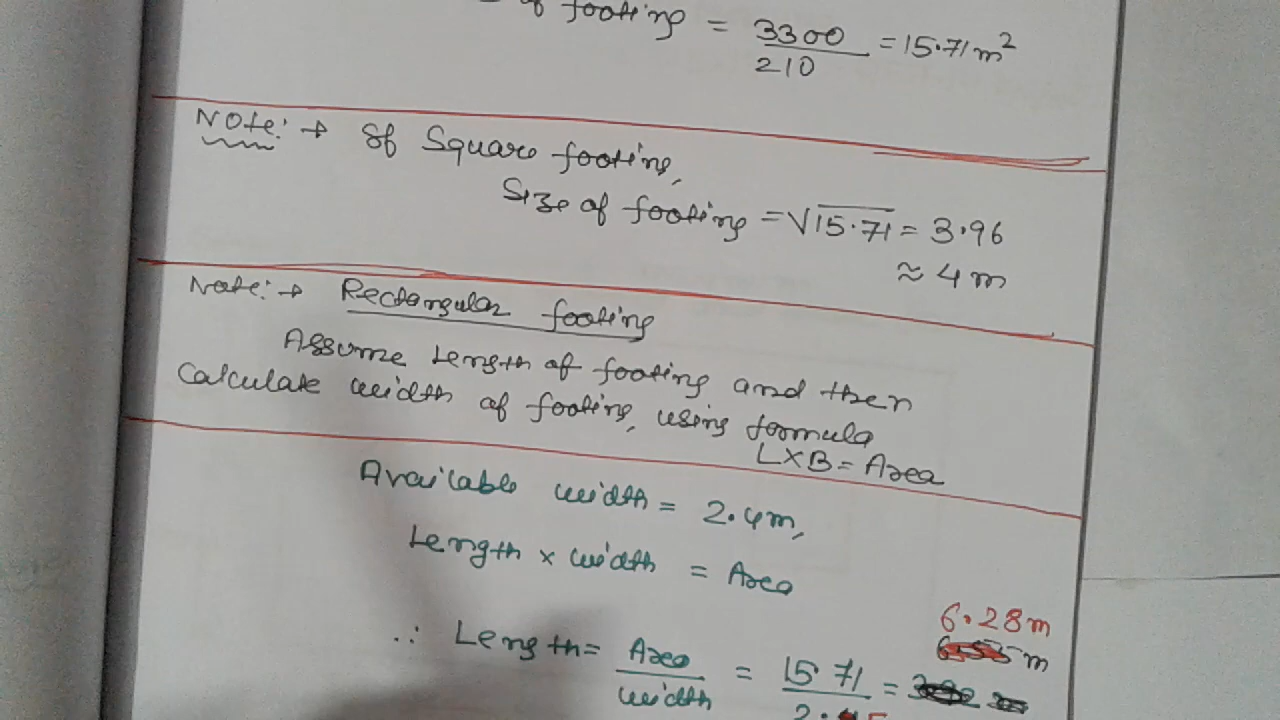 of footing = 3300 / 210 = 15.71 m²
Note: → If Square footing,
Size of footing = √15.71 = 3.96
≈ 4 m
Note: → Rectangular footing
Assume Length of footing and then
Calculate width of footing, using formula
L×B = Area
Available width = 2.4m,
Length × width = Area
6.28m
m
∴ Length = Area / width = 15.71 / 2. =